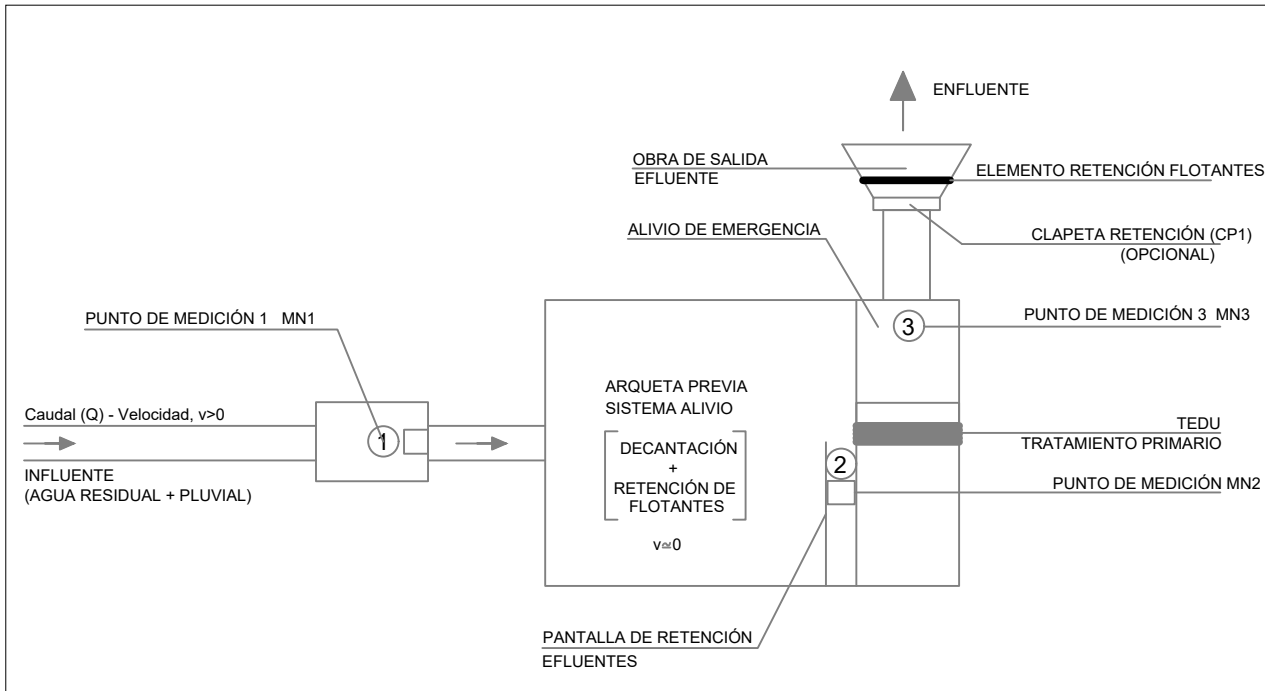 ENFLUENTE
OBRA DE SALIDA
EFLUENTE
ELEMENTO RETENCIÓN FLOTANTES
ALIVIO DE EMERGENCIA
CLAPETA RETENCIÓN (CP1)
(OPCIONAL)
PUNTO DE MEDICIÓN 1 MN1
3
PUNTO DE MEDICIÓN 3 MN3
ARQUETA PREVIA
SISTEMA ALIVIO
Caudal (Q) - Velocidad, v>0
1
TEDU
TRATAMIENTO PRIMARIO
DECANTACIÓN
+
RETENCIÓN DE
FLOTANTES
2
INFLUENTE
(AGUA RESIDUAL + PLUVIAL)
PUNTO DE MEDICIÓN MN2
v≃0
PANTALLA DE RETENCIÓN
EFLUENTES